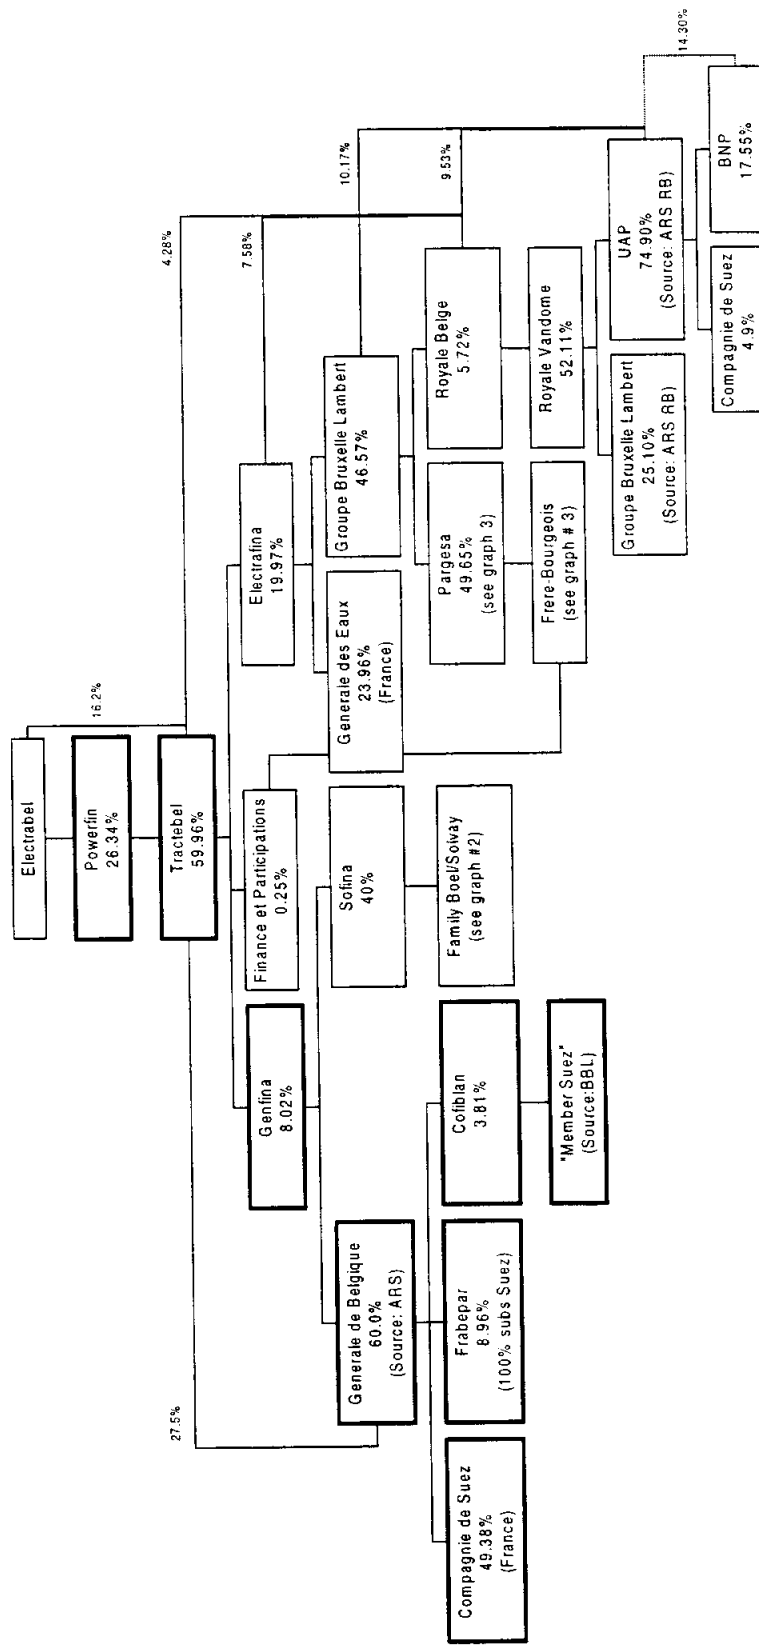 Electrabel
16.2%
Powerfin
26.34%
Tractebel
59.96%
27.5%
4.28%
Genfina
8.02%
Finance et Participations
0.25%
Electrafina
19.97%
7.58%
Generale de Belgique
60.0%
(Source: ARS)
Sofina
40%
Generale des Eaux
23.96%
(France)
Groupe Bruxelle Lambert
46.57%
10.17%
Compagnie de Suez
49.38%
(France)
Frabepar
8.96%
(100% subs Suez)
Cofiblan
3.81%
Family Boel/Solvay
(see graph #2)
Pargesa
49.65%
(see graph 3)
Royale Belge
5.72%
9.53%
"Member Suez"
(Source:BBL)
Frere-Bourgeois
(see graph # 3)
Royale Vandome
52.11%
Groupe Bruxelle Lambert
25.10%
(Source: ARS RB)
UAP
74.90%
(Source: ARS RB)
14.30%
Compagnie de Suez
4.9%
BNP
17.55%